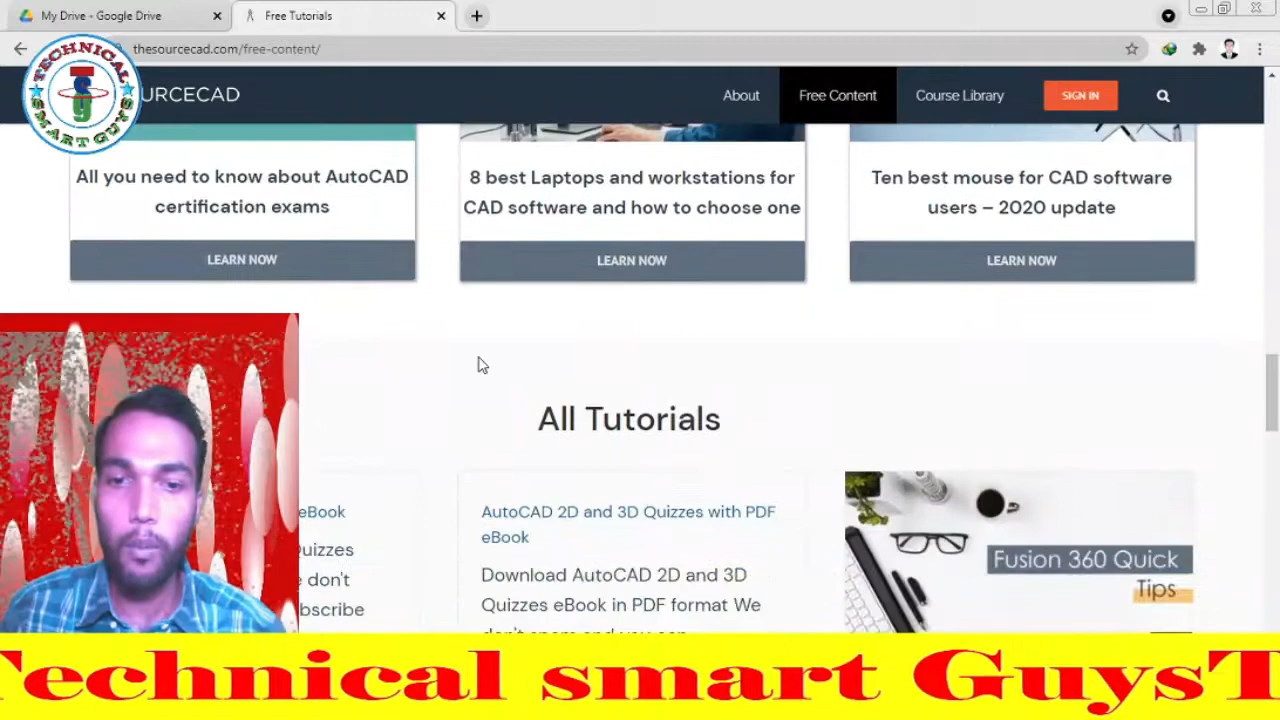 My Drive - Google Drive
Free Tutorials
thesourcecad.com/free-content/
TECHNICAL
SMART GUYS
URCECAD
About
Free Content
Course Library
SIGN IN
All you need to know about AutoCAD
certification exams
LEARN NOW
8 best Laptops and workstations for
CAD software and how to choose one
LEARN NOW
Ten best mouse for CAD software
users – 2020 update
LEARN NOW
All Tutorials
eBook
uizzes
e don't
bscribe
AutoCAD 2D and 3D Quizzes with PDF
eBook
Download AutoCAD 2D and 3D
Quizzes eBook in PDF format We
Fusion 360 Quick
Tips
Technical smart GuysT